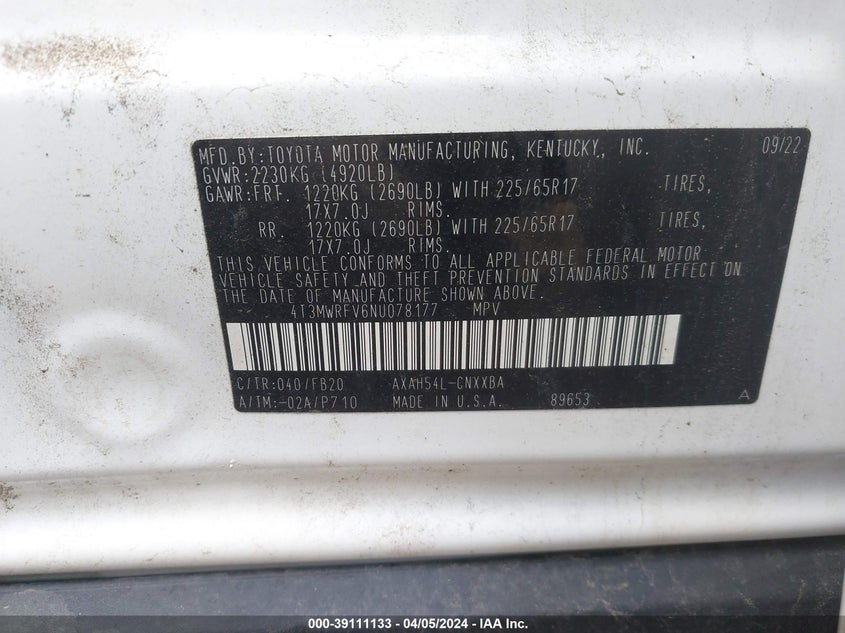 MFD.BY:TOYOTA MOTOR MANUFACTURING, KENTUCKY, INC. 09/22
GVWR:2230KG (4920LB)
GAWR:FRT. 1220KG (2690LB) WITH 225/65R17 TIRES,
17X7.0J RIMS.
RR. 1220KG (2690LB) WITH 225/65R17 TIRES,
17X7.0J RIMS.
THIS VEHICLE CONFORMS TO ALL APPLICABLE FEDERAL MOTOR
VEHICLE SAFETY AND THEFT PREVENTION STANDARDS IN EFFECT ON
THE DATE OF MANUFACTURE SHOWN ABOVE.
4T3MWRFV6NU078177 MPV
C/TR:040/FB20 AXAH54L-CNXXBA
A/TM:-02A/P710 MADE IN U.S.A. 89653 A
000-39111133 - 04/05/2024 - IAA Inc.